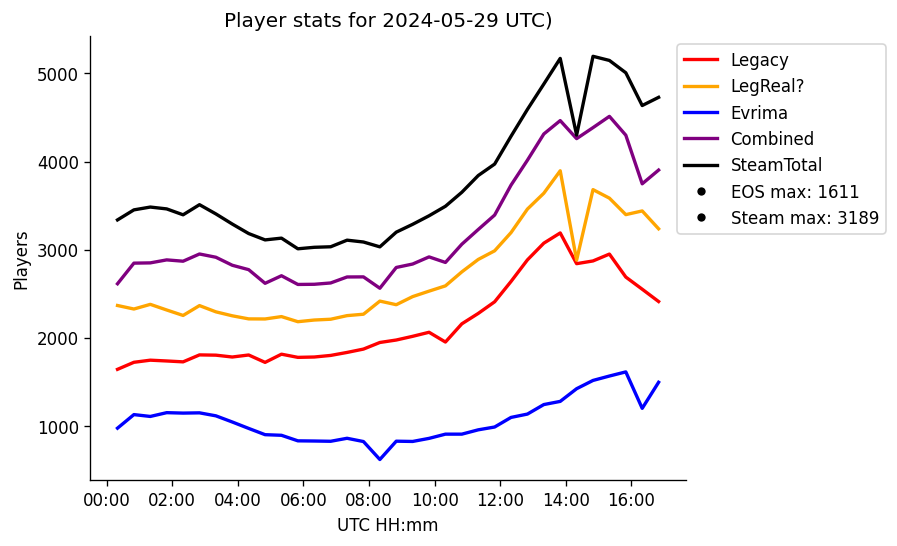 Player stats for 2024-05-29 UTC)
Legacy
LegReal?
Evrima
Combined
SteamTotal
EOS max: 1611
Steam max: 3189
Players
5000
4000
3000
2000
1000
00:00 02:00 04:00 06:00 08:00 10:00 12:00 14:00 16:00
UTC HH:mm